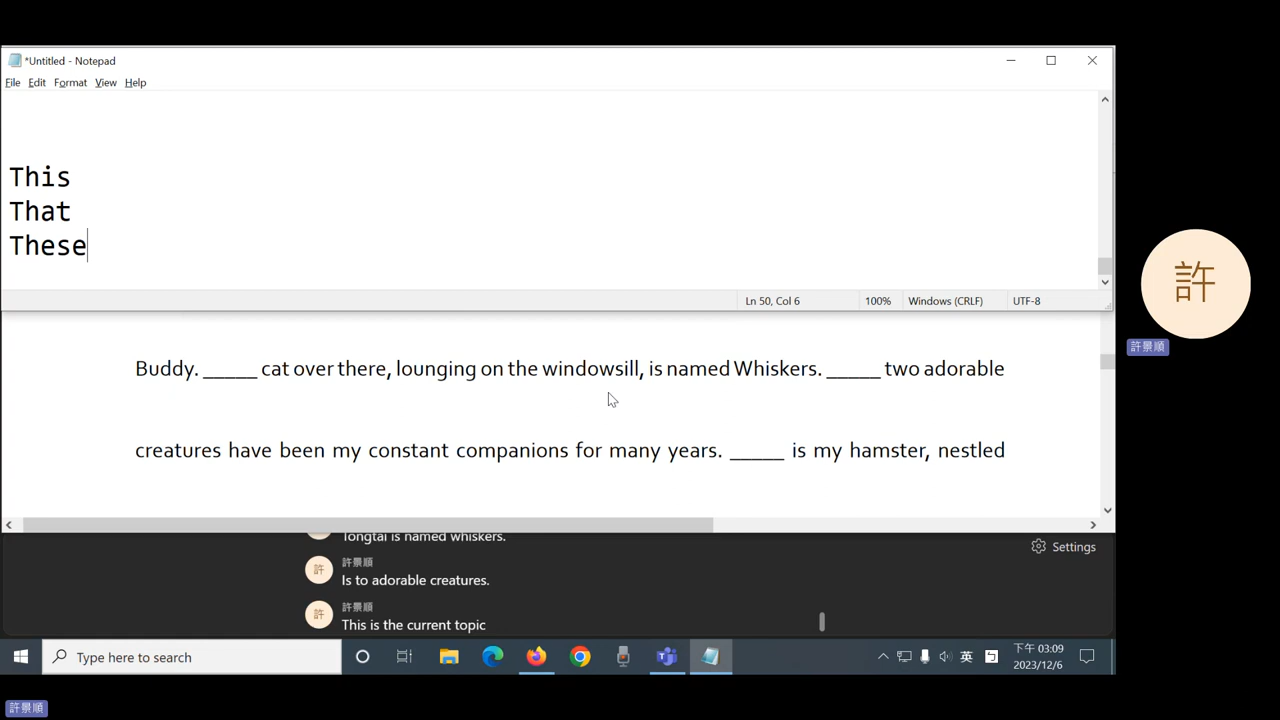 *Untitled - Notepad
File Edit Format View Help
This
That
These
Ln 50, Col 6 100% Windows (CRLF) UTF-8
許
許景順
Buddy. _____ cat over there, lounging on the windowsill, is named Whiskers. _____ two adorable
creatures have been my constant companions for many years. _____ is my hamster, nestled
Tongtai is named whiskers.
Settings
許景順
許
Is to adorable creatures.
許景順
許
This is the current topic
Type here to search
英
下午 03:09
2023/12/6
許景順